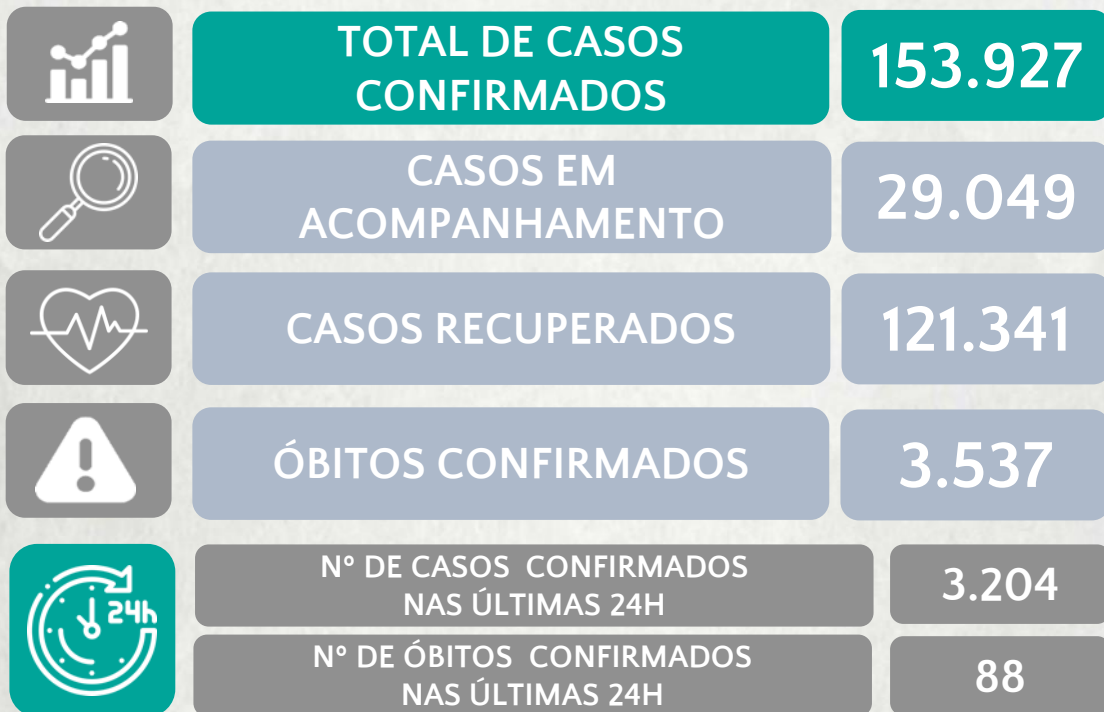 TOTAL DE CASOS
CONFIRMADOS
153.927
CASOS EM
ACOMPANHAMENTO
29.049
CASOS RECUPERADOS
121.341
ÓBITOS CONFIRMADOS
3.537
24h
Nº DE CASOS CONFIRMADOS
NAS ÚLTIMAS 24H
3.204
Nº DE ÓBITOS CONFIRMADOS
NAS ÚLTIMAS 24H
88